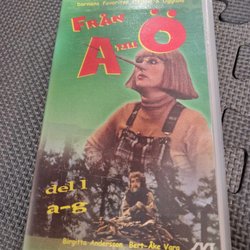 barnens favoriter
FRÅN
A TILL Ö
del 1
a-g
Birgitta Andersson Bert-Åke Varg